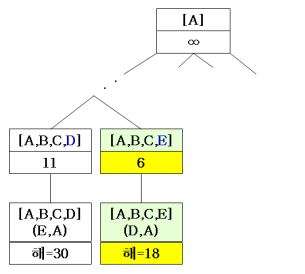 [A]
∞
[A,B,C,D]
11
[A,B,C,E]
6
[A,B,C,D]
(E,A)
해=30
[A,B,C,E]
(D,A)
해=18